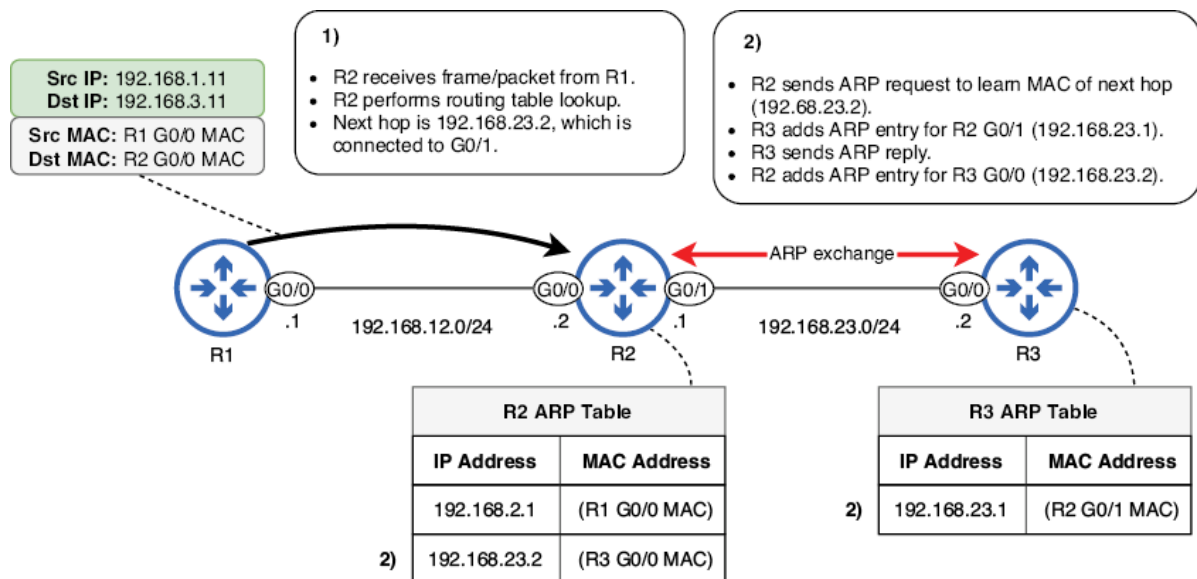 1)
• R2 receives frame/packet from R1.
• R2 performs routing table lookup.
• Next hop is 192.168.23.2, which is
connected to G0/1.
2)
• R2 sends ARP request to learn MAC of next hop
(192.68.23.2).
• R3 adds ARP entry for R2 G0/1 (192.168.23.1).
• R3 sends ARP reply.
• R2 adds ARP entry for R3 G0/0 (192.168.23.2).
Src IP: 192.168.1.11
Dst IP: 192.168.3.11
Src MAC: R1 G0/0 MAC
Dst MAC: R2 G0/0 MAC
ARP exchange
G0/0
G0/0
G0/1
G0/0
.1
192.168.12.0/24
.2
.1
192.168.23.0/24
.2
R1
R2
R3
R2 ARP Table
IP Address MAC Address
192.168.2.1 (R1 G0/0 MAC)
2) 192.168.23.2 (R3 G0/0 MAC)
R3 ARP Table
IP Address MAC Address
2) 192.168.23.1 (R2 G0/1 MAC)